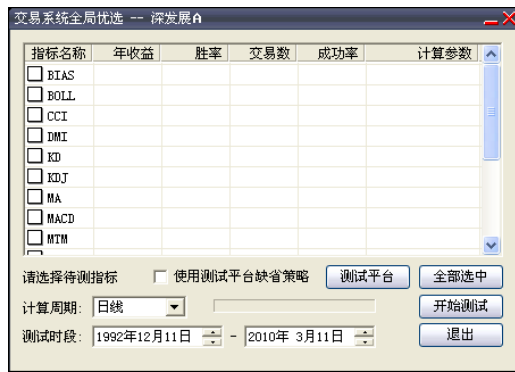 交易系统全局优选 -- 深发展A
指标名称 年收益 胜率 交易数 成功率 计算参数
BIAS
BOLL
CCI
DMI
KD
KDJ
MA
MACD
MTM
请选择待测指标 使用测试平台缺省策略 测试平台 全部选中
计算周期: 日线 开始测试
测试时段: 1992年12月11日 - 2010年 3月11日 退出